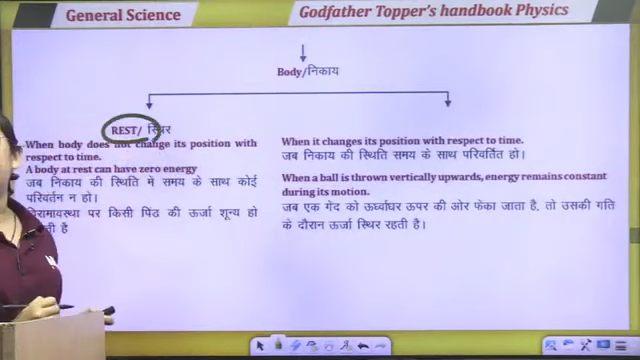 General Science
Godfather Topper's handbook Physics
Body/निकाय
REST/ स्थिर
When body does not change its position with
respect to time.
A body at rest can have zero energy
जब निकाय की स्थिति मे समय के साथ कोई
परिवर्तन न हो।
पर किसी पिंड की ऊर्जा शून्य हो
है
When it changes its position with respect to time.
जब निकाय की स्थिति समय के साथ परिवर्तित हो।
When a ball is thrown vertically upwards, energy remains constant
during its motion.
जब एक गेंद को ऊर्ध्वाधर ऊपर की ओर फेंका जाता है, तो उसकी गति
के दौरान ऊर्जा स्थिर रहती है।